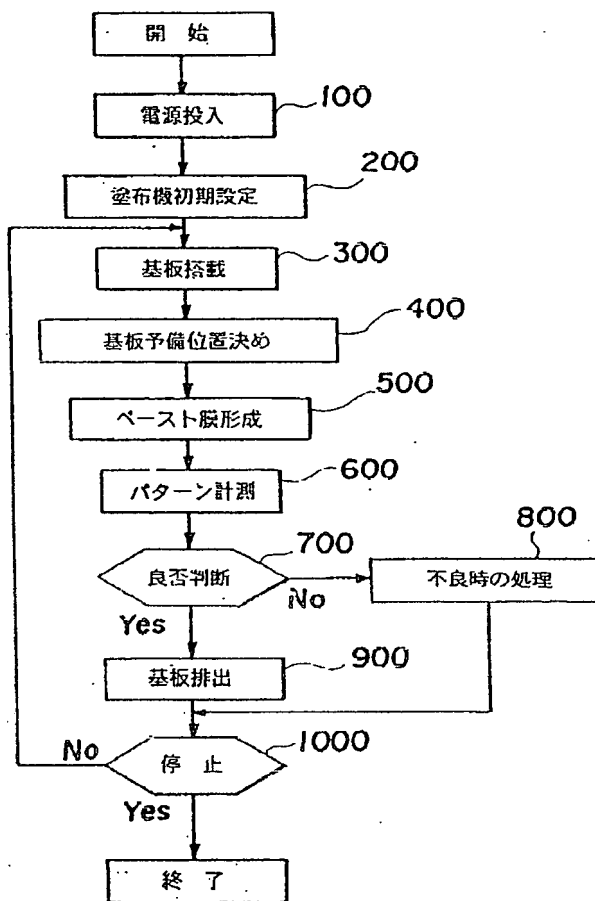 開 始
電源投入
100
塗布機初期設定
200
基板搭載
300
基板予備位置決め
400
ペースト膜形成
500
パターン計測
600
良否判断
700
No
Yes
不良時の処理
800
基板排出
900
停 止
1000
No
Yes
終 了